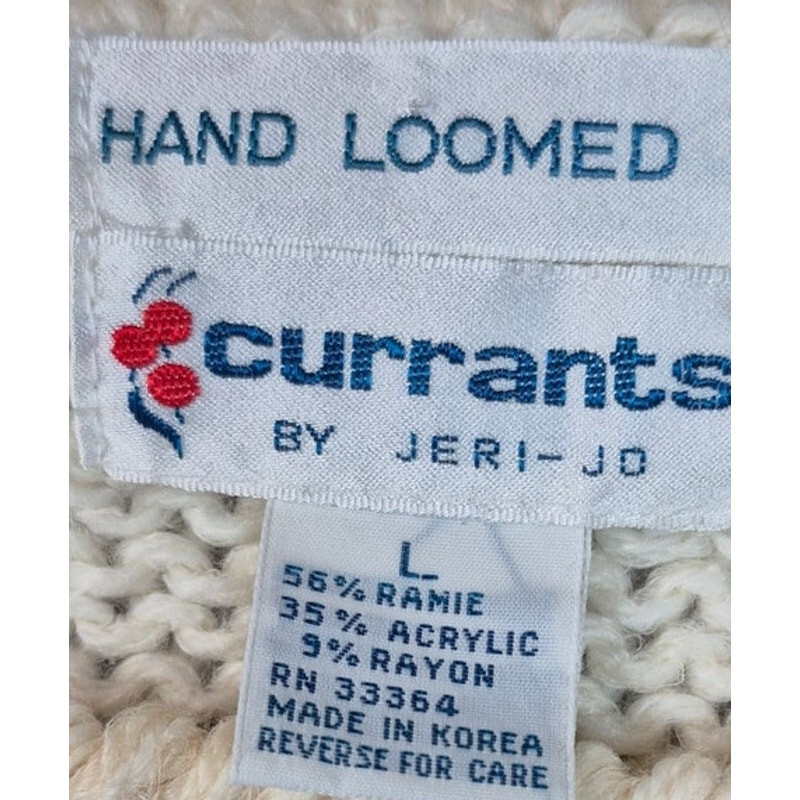 HAND LOOMED
currants
BY JERI-JO
L
56% RAMIE
35% ACRYLIC
9% RAYON
RN 33364
MADE IN KOREA
REVERSE FOR CARE